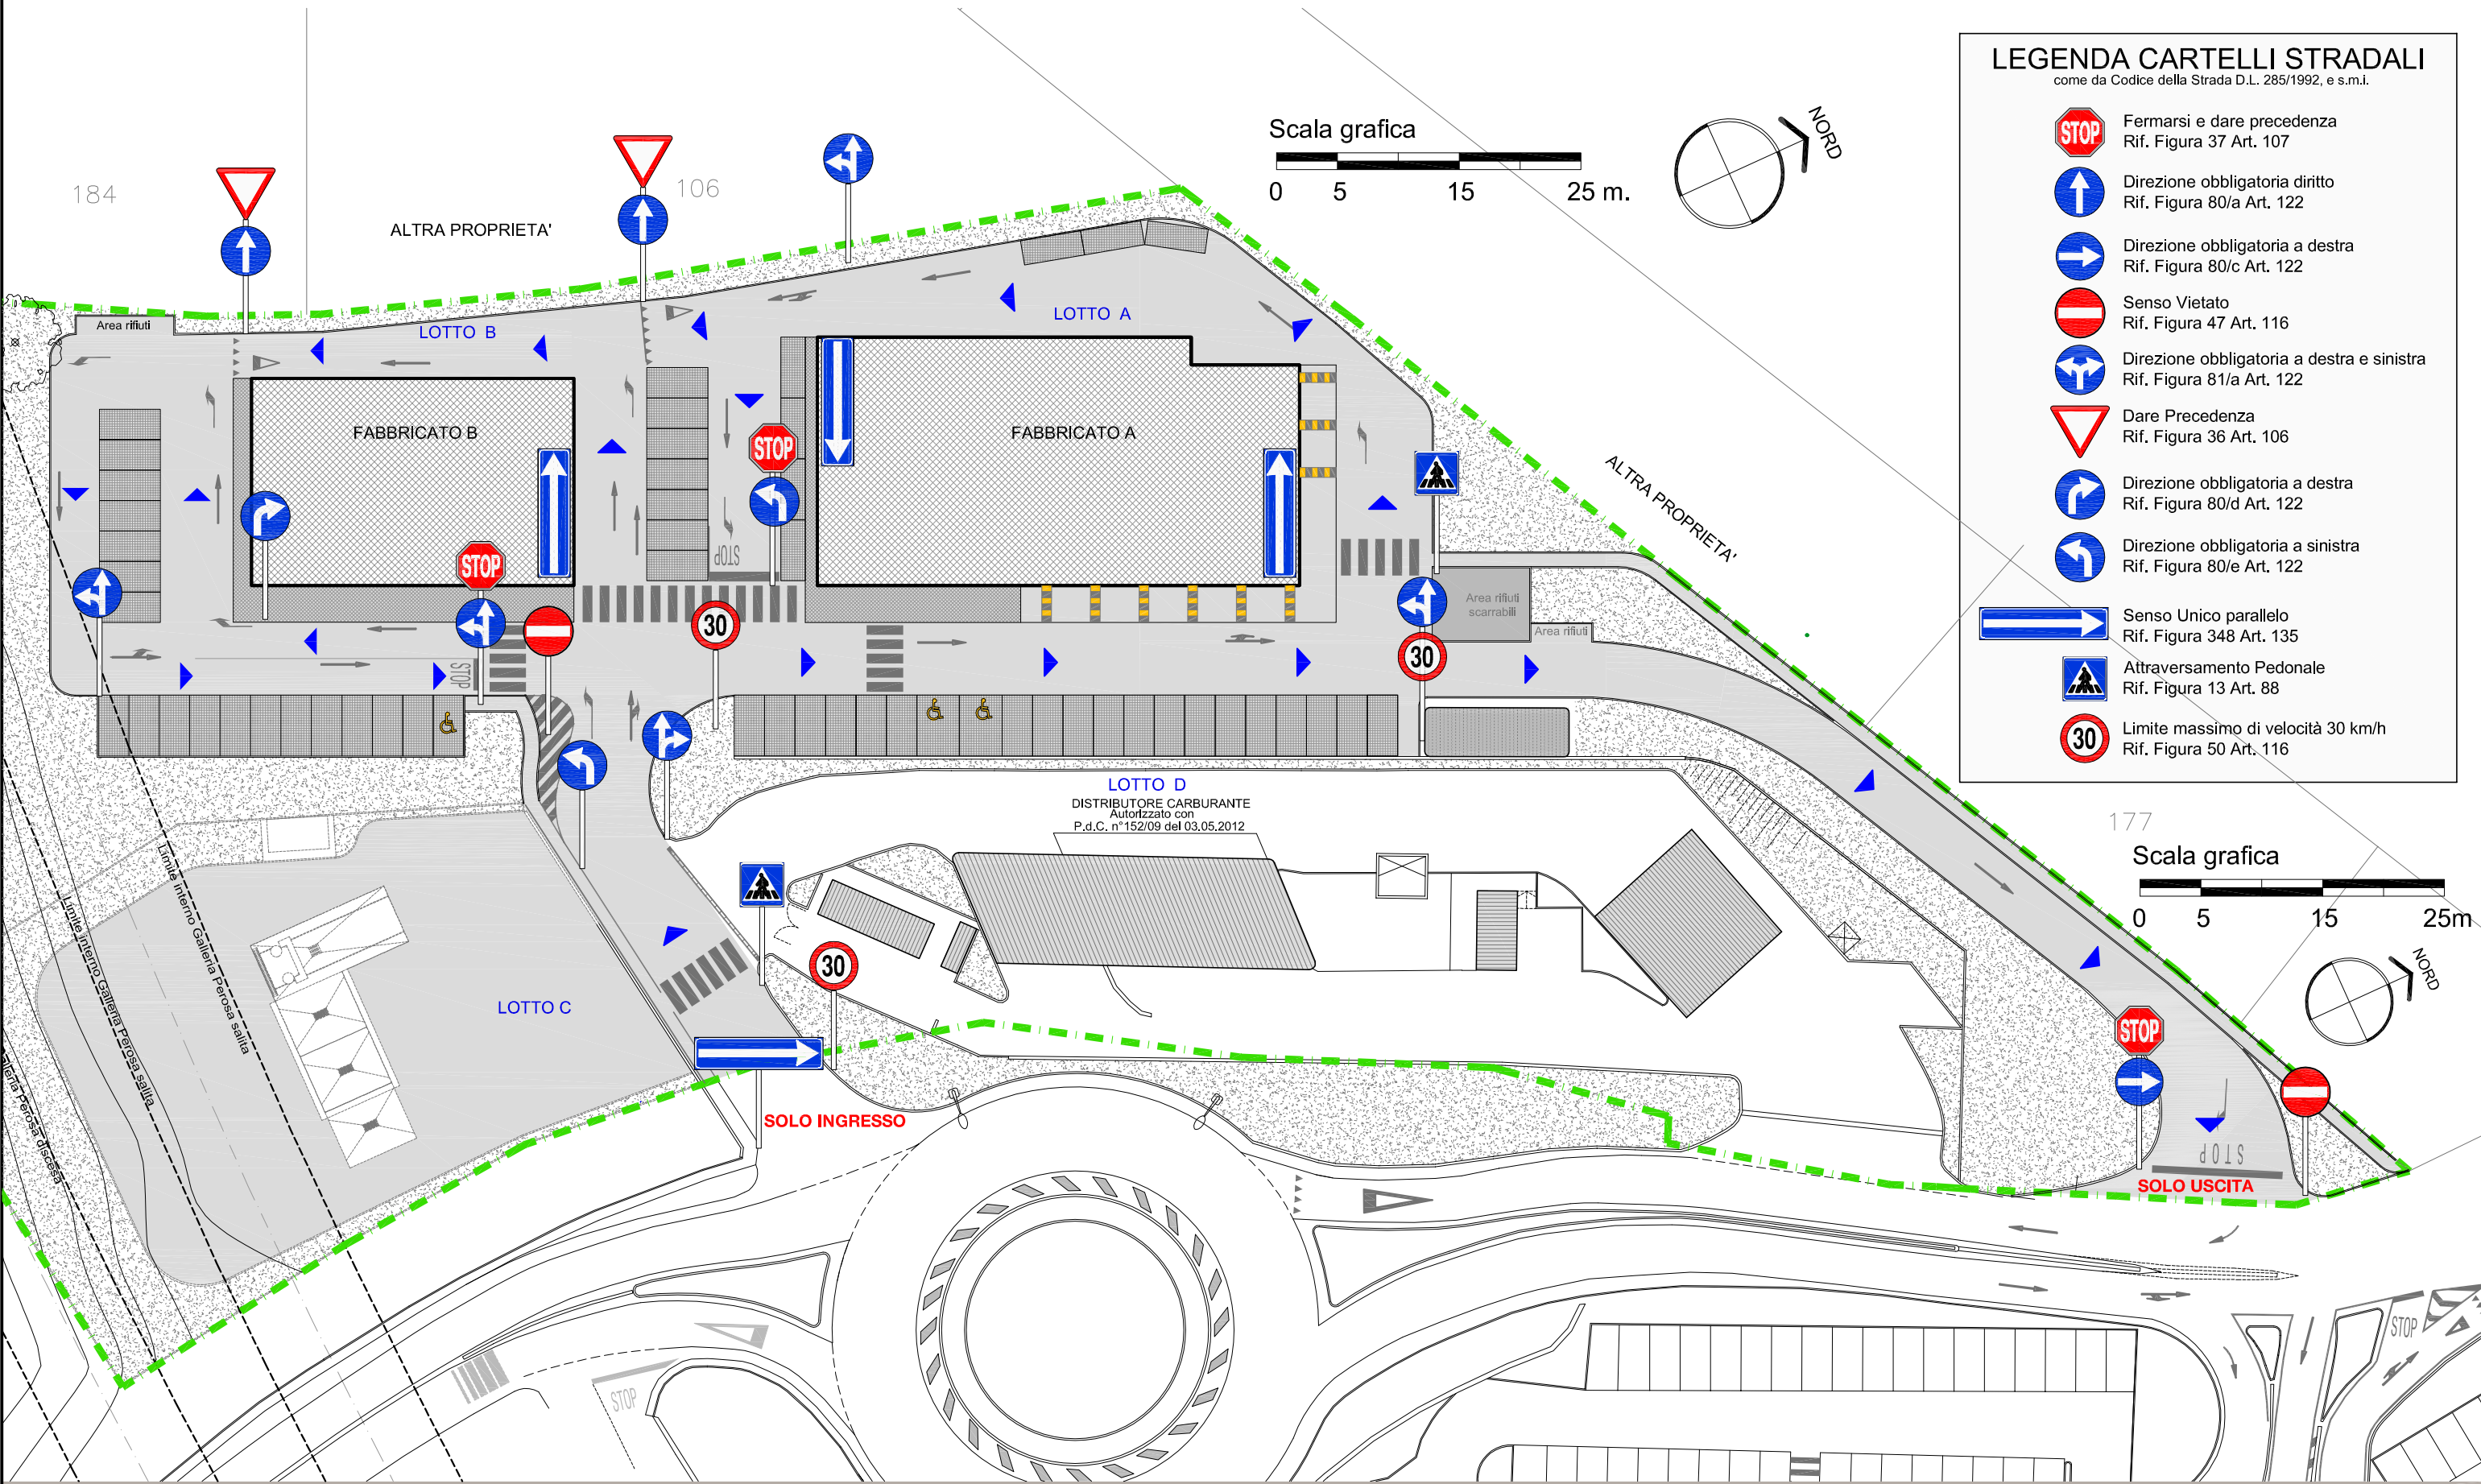 LEGENDA CARTELLI STRADALI
come da Codice della Strada D.L. 285/1992, e s.m.i.
STOP
Fermarsi e dare precedenza
Rif. Figura 37 Art. 107
Direzione obbligatoria diritto
Rif. Figura 80/a Art. 122
Direzione obbligatoria a destra
Rif. Figura 80/c Art. 122
Senso Vietato
Rif. Figura 47 Art. 116
Direzione obbligatoria a destra e sinistra
Rif. Figura 81/a Art. 122
Dare Precedenza
Rif. Figura 36 Art. 106
Direzione obbligatoria a destra
Rif. Figura 80/d Art. 122
Direzione obbligatoria a sinistra
Rif. Figura 80/e Art. 122
Senso Unico parallelo
Rif. Figura 348 Art. 135
Attraversamento Pedonale
Rif. Figura 13 Art. 88
30
Limite massimo di velocità 30 km/h
Rif. Figura 50 Art. 116
Scala grafica
0 5 15 25 m.
NORD
184
106
ALTRA PROPRIETA'
Area rifiuti
LOTTO B
LOTTO A
FABBRICATO B
FABBRICATO A
STOP
STOP
STOP
STOP
30
30
ALTRA PROPRIETA'
Area rifiuti
scarrabili
Area rifiuti
LOTTO D
DISTRIBUTORE CARBURANTE
Autorizzato con
P.d.C. n°152/09 del 03.05.2012
177
Scala grafica
0 5 15 25m
NORD
Limite interno Galleria Perosa salita
Limite interno Galleria Perosa salita
Galleria Perosa discesa
LOTTO C
30
SOLO INGRESSO
STOP
STOP
SOLO USCITA
STOP
STOP